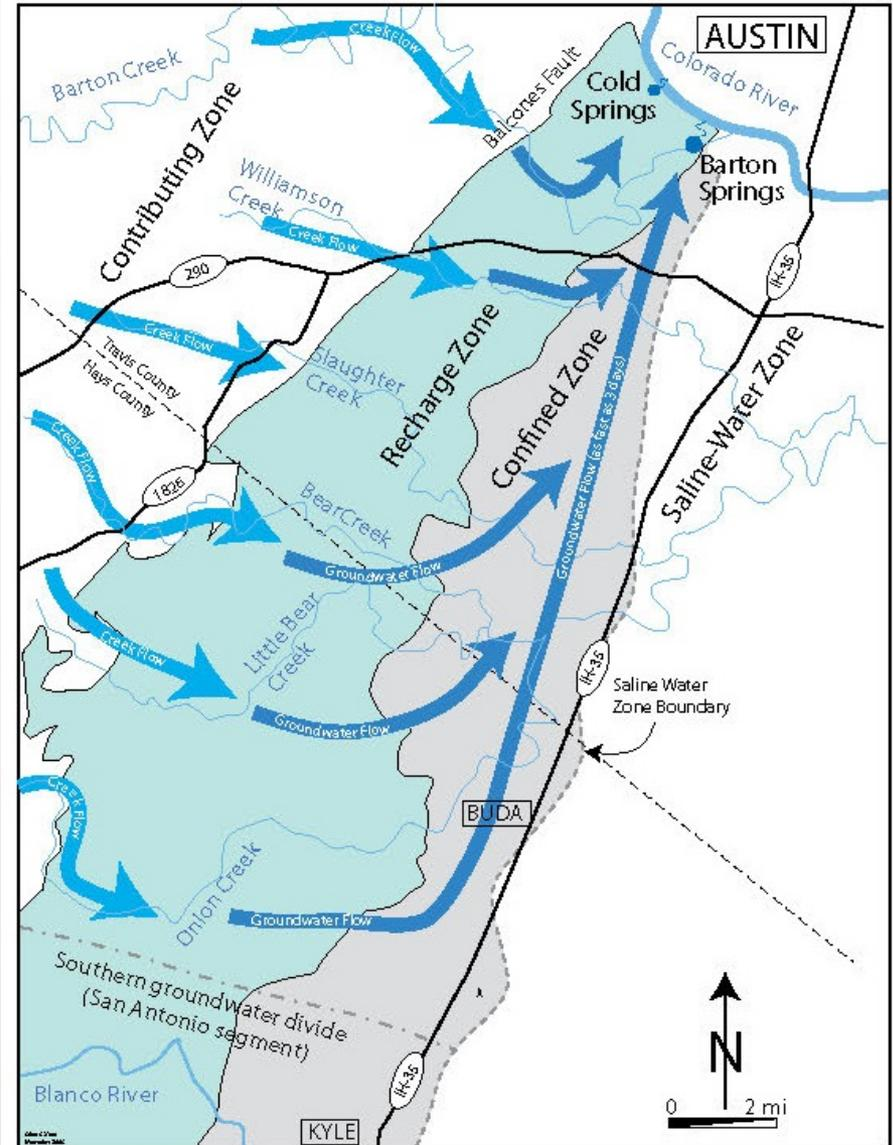 AUSTIN
Creek Flow
Barton Creek
Colorado River
Balcones Fault
Cold
Springs
Barton
Springs
Contributing Zone
Williamson
Creek
Creek Flow
290
IH-35
Creek Flow
Travis County
Hays County
Slaughter
Creek
Recharge Zone
Confined Zone
Groundwater Flow (as fast as 3 days)
Saline-Water Zone
Creek Flow
1826
BearCreek
Groundwater Flow
Creek Flow
Little Bear
Creek
IH-35
Saline Water
Zone Boundary
Groundwater Flow
Creek Flow
BUDA
Onion Creek
Groundwater Flow
Southern groundwater divide
(San Antonio segment)
N
0 2 mi
Blanco River
IH-35
KYLE